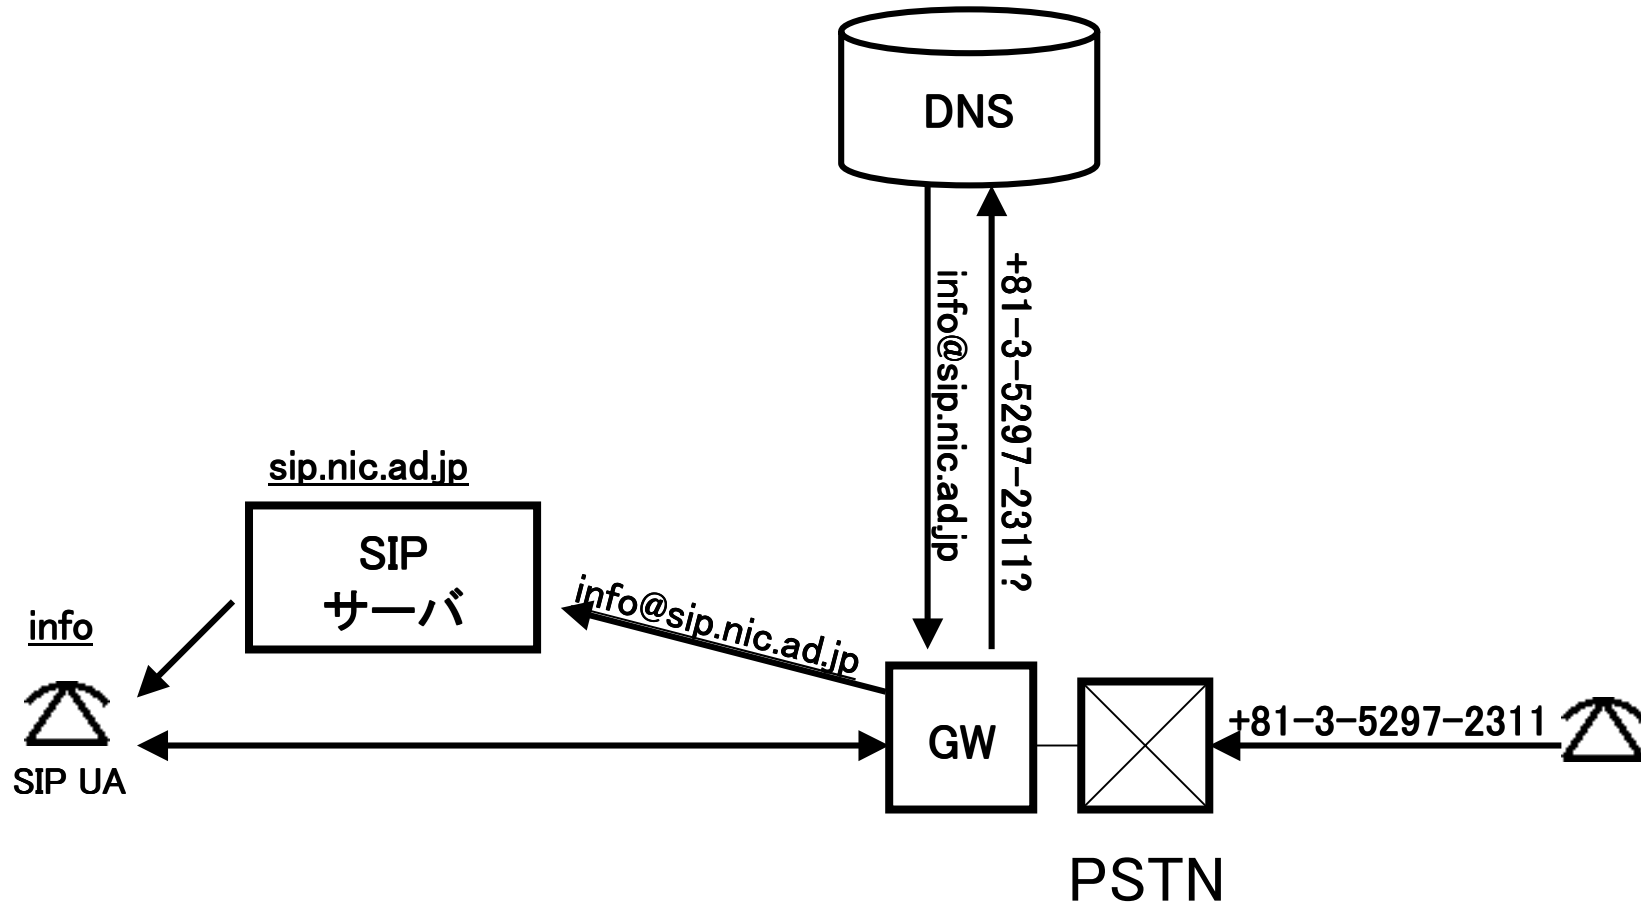 DNS
info@sip.nic.ad.jp
+81-3-5297-2311?
sip.nic.ad.jp
SIP
サーバ
info@sip.nic.ad.jp
info
SIP UA
GW
+81-3-5297-2311
PSTN